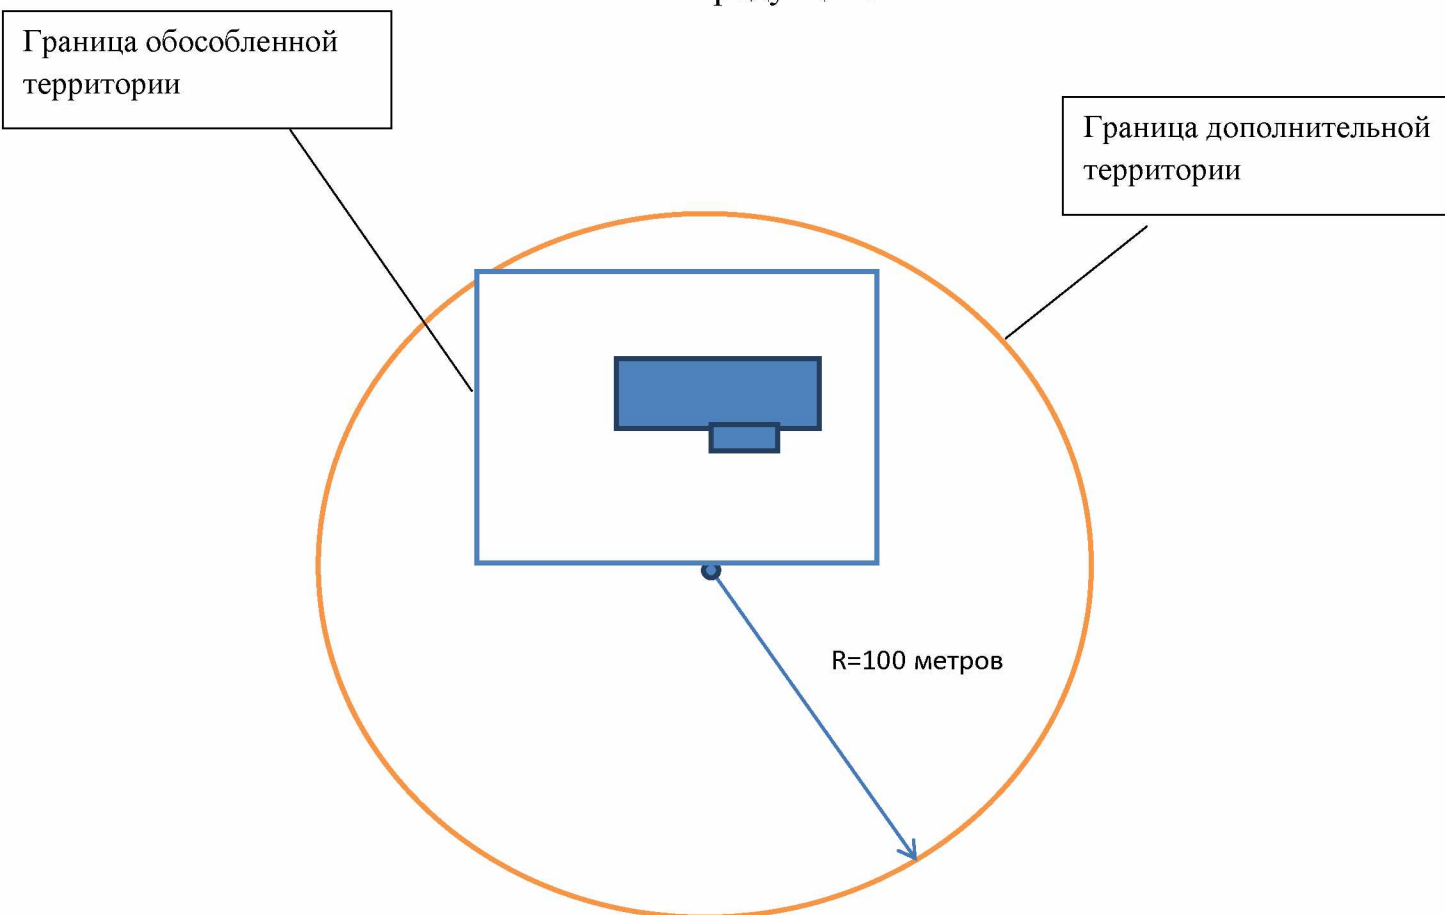 Граница обособленной
территории
Граница дополнительной
территории
R=100 метров